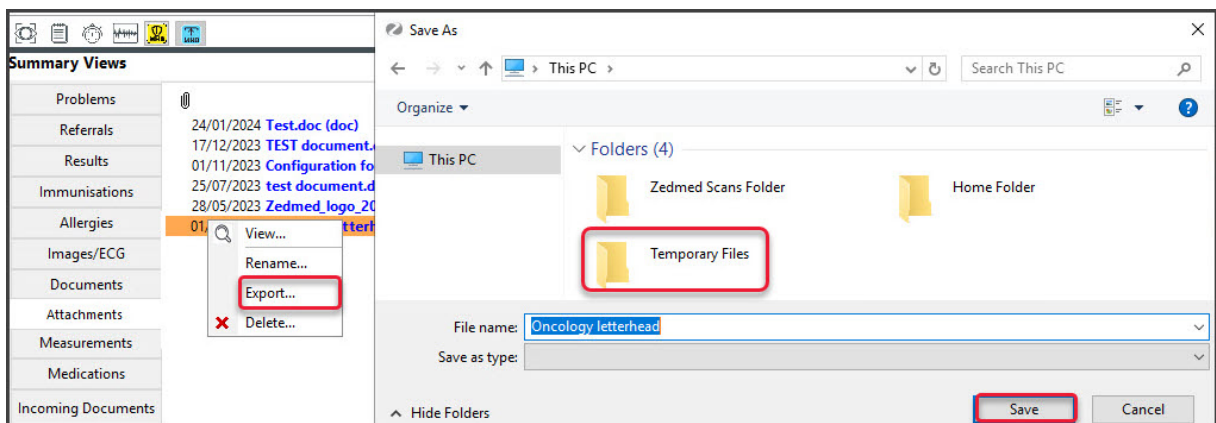 Summary Views
Problems
Referrals
Results
Immunisations
Allergies
Images/ECG
Documents
Attachments
Measurements
Medications
Incoming Documents
24/01/2024 Test.doc (doc)
17/12/2023 TEST document.
01/11/2023 Configuration fo
25/07/2023 test document.d
28/05/2023 Zedmed_logo_20
01/
View...
Rename...
Export...
Delete...
Save As
This PC
Search This PC
Organize
This PC
Folders (4)
Zedmed Scans Folder
Home Folder
Temporary Files
File name: Oncology letterhead
Save as type:
Hide Folders
Save
Cancel